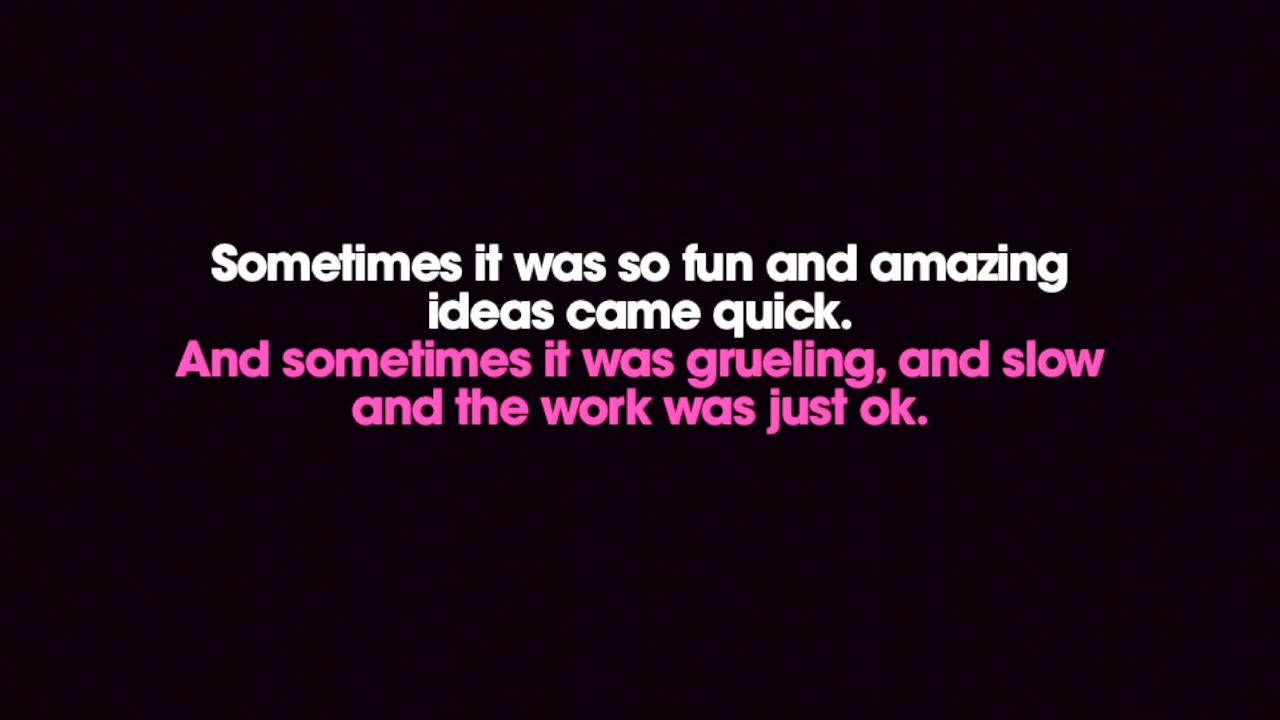 Sometimes it was so fun and amazing
ideas came quick.
And sometimes it was grueling, and slow
and the work was just ok.